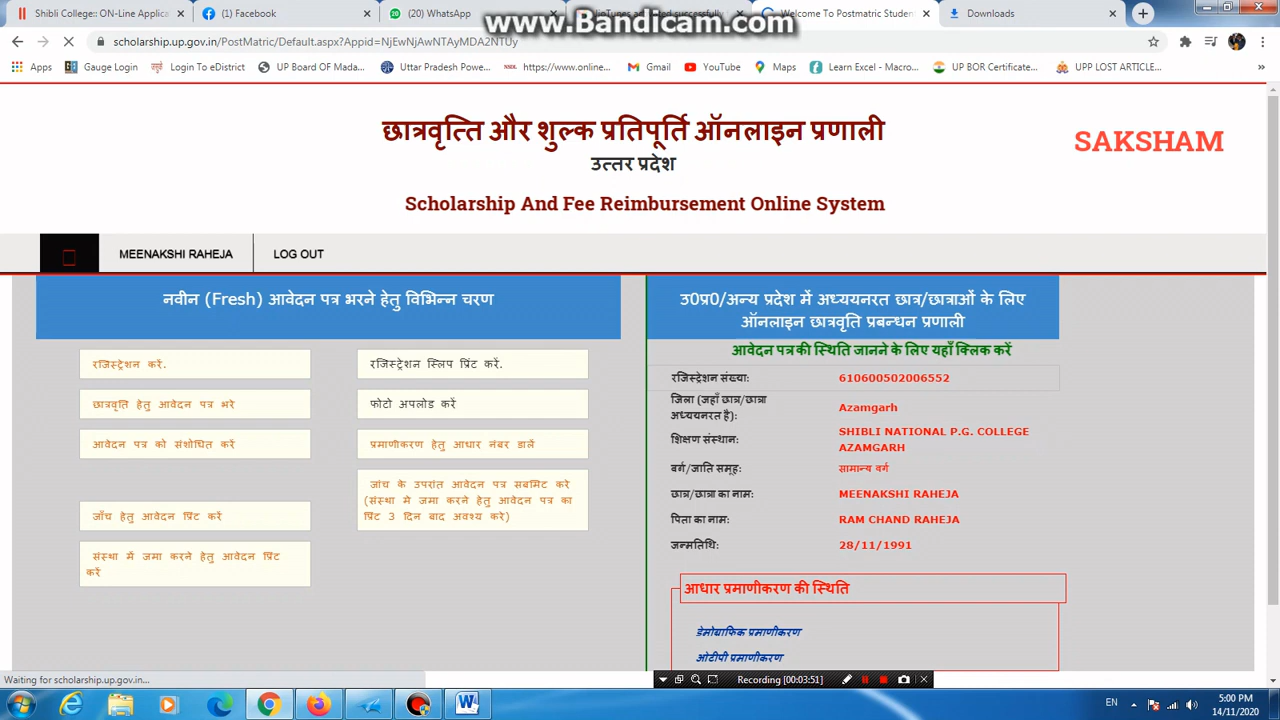 Shibli College: ON-Line Applica
(1) Facebook
(20) WhatsApp
successfully
Welcome To Postmatric Studen
Downloads
www.Bandicam.com
scholarship.up.gov.in/PostMatric/Default.aspx?Appid=NjEwNjAwNTAyMDA2NTUy
Apps
Gauge Login
Login To eDistrict
UP Board OF Mada...
Uttar Pradesh Powe...
NSDL
https://www.online...
Gmail
YouTube
Maps
Learn Excel - Macro...
UP BOR Certificate...
UPP LOST ARTICLE...
»
छात्रवृत्ति और शुल्क प्रतिपूर्ति ऑनलाइन प्रणाली
उत्तर प्रदेश
Scholarship And Fee Reimbursement Online System
SAKSHAM
MEENAKSHI RAHEJA
LOG OUT
नवीन (Fresh) आवेदन पत्र भरने हेतु विभिन्न चरण
रजिस्ट्रेशन करें.
रजिस्ट्रेशन स्लिप प्रिंट करें.
छात्रवृति हेतु आवेदन पत्र भरे
फोटो अपलोड करें
आवेदन पत्र को संशोधित करें
प्रमाणीकरण हेतु आधार नंबर डालें
जांच के उपरांत आवेदन पत्र सबमिट करे
(संस्था मे जमा करने हेतु आवेदन पत्र का
प्रिंट 3 दिन बाद अवश्य करे)
जाँच हेतु आवेदन प्रिंट करें
संस्था में जमा करने हेतु आवेदन प्रिंट
करें
उ0प्र0/अन्य प्रदेश में अध्ययनरत छात्र/छात्राओं के लिए
ऑनलाइन छात्रवृति प्रबन्धन प्रणाली
आवेदन पत्र की स्थिति जानने के लिए यहाँ क्लिक करें
रजिस्ट्रेशन संख्या: 610600502006552
जिला (जहाँ छात्र/छात्रा
अध्ययनरत है): Azamgarh
शिक्षण संस्थान: SHIBLI NATIONAL P.G. COLLEGE
AZAMGARH
बर्ग/जाति समूह: सामान्य वर्ग
छात्र/छात्रा का नाम: MEENAKSHI RAHEJA
पिता का नाम: RAM CHAND RAHEJA
जन्मतिथि: 28/11/1991
आधार प्रमाणीकरण की स्थिति
डेमोग्राफिक प्रमाणीकरण
ओटीपी प्रमाणीकरण
Waiting for scholarship.up.gov.in...
Recording [00:03:51]
EN
5:00 PM
14/11/2020